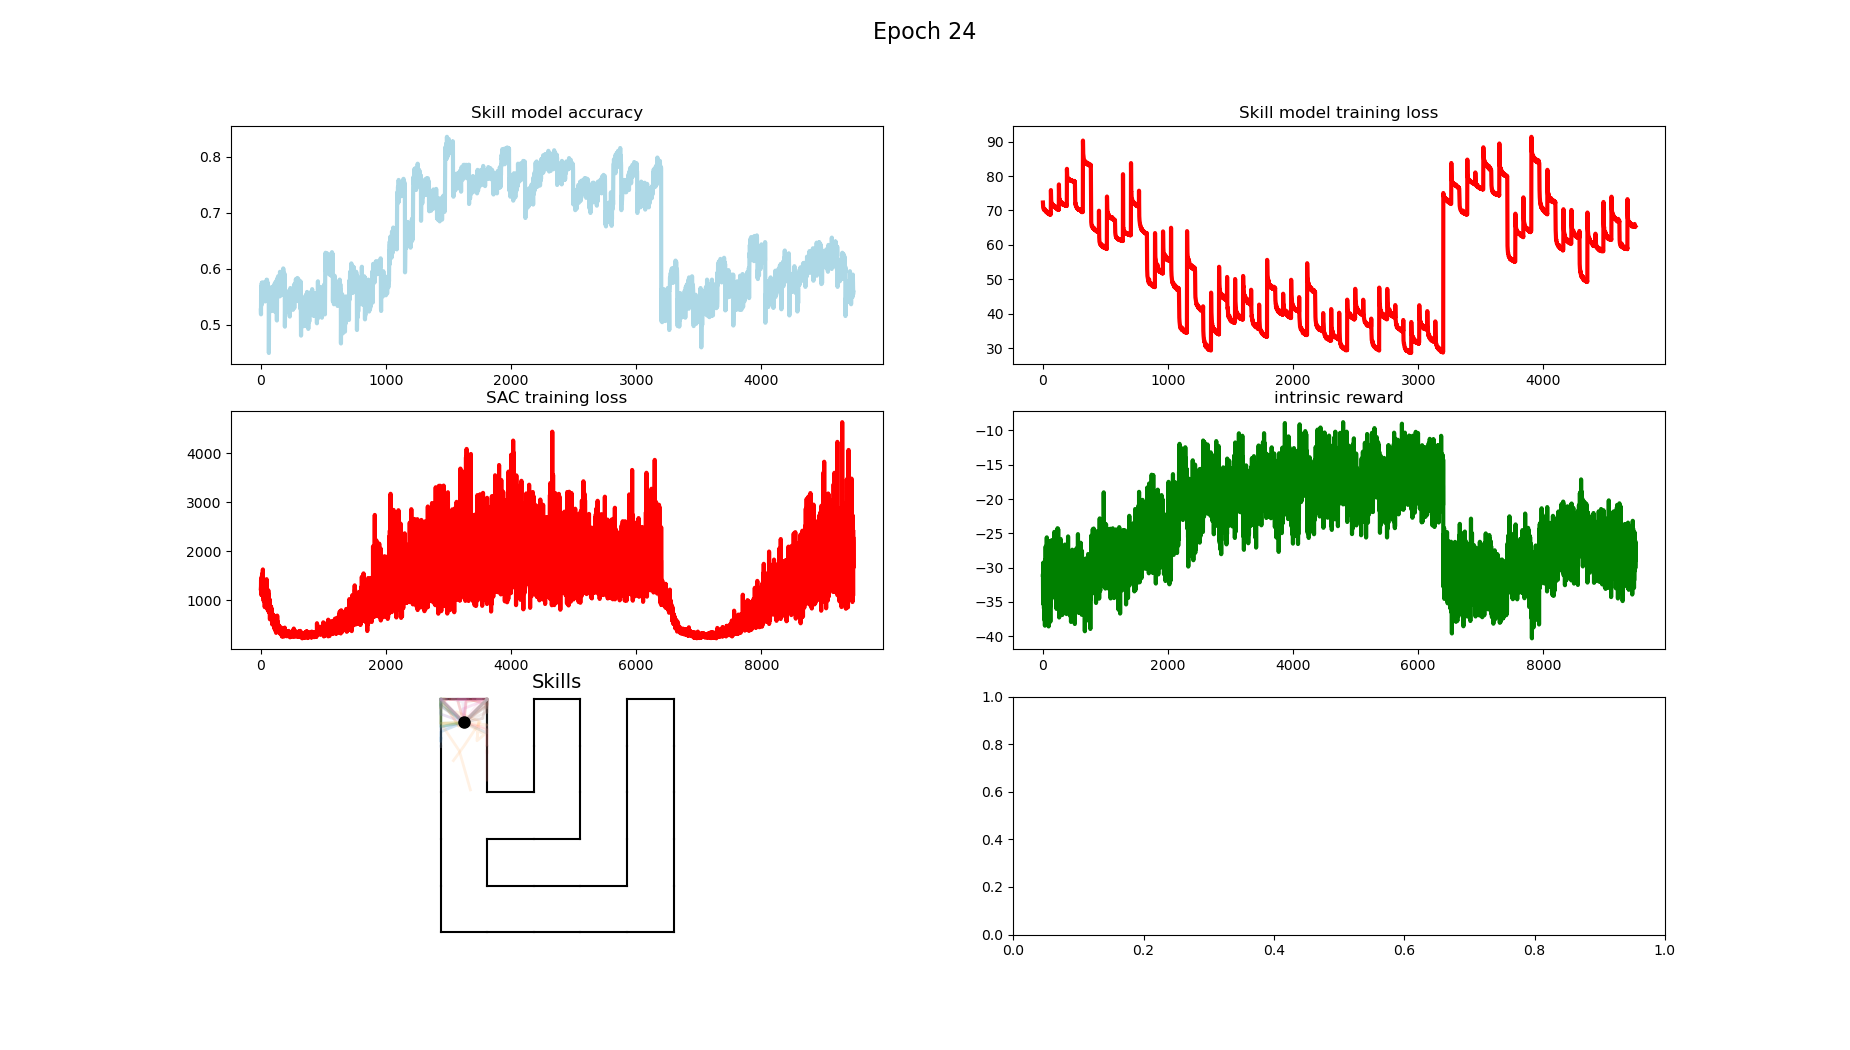 Epoch 24
Skill model accuracy
0.8
0.7
0.6
0.5
0 1000 2000 3000 4000
Skill model training loss
90
80
70
60
50
40
30
0 1000 2000 3000 4000
SAC training loss
4000
3000
2000
1000
0 2000 4000 6000 8000
intrinsic reward
−10
−15
−20
−25
−30
−35
−40
0 2000 4000 6000 8000
Skills
1.0
0.8
0.6
0.4
0.2
0.0
0.0 0.2 0.4 0.6 0.8 1.0